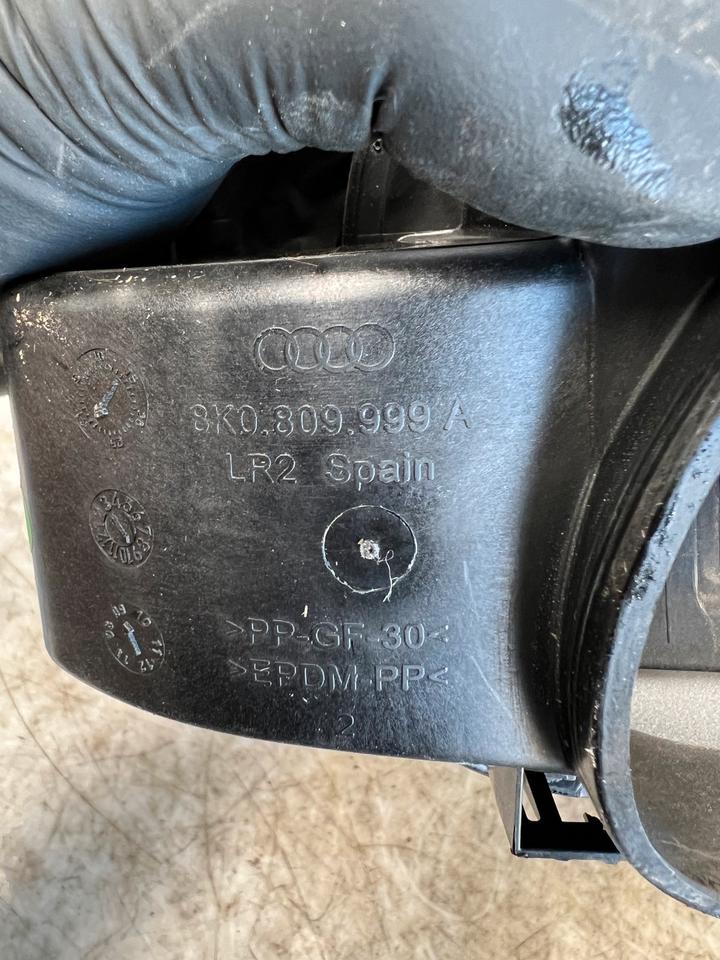 8K0.809.999 A
LR2 Spain
>PP-GF-30<
>EPDM-PP<
2